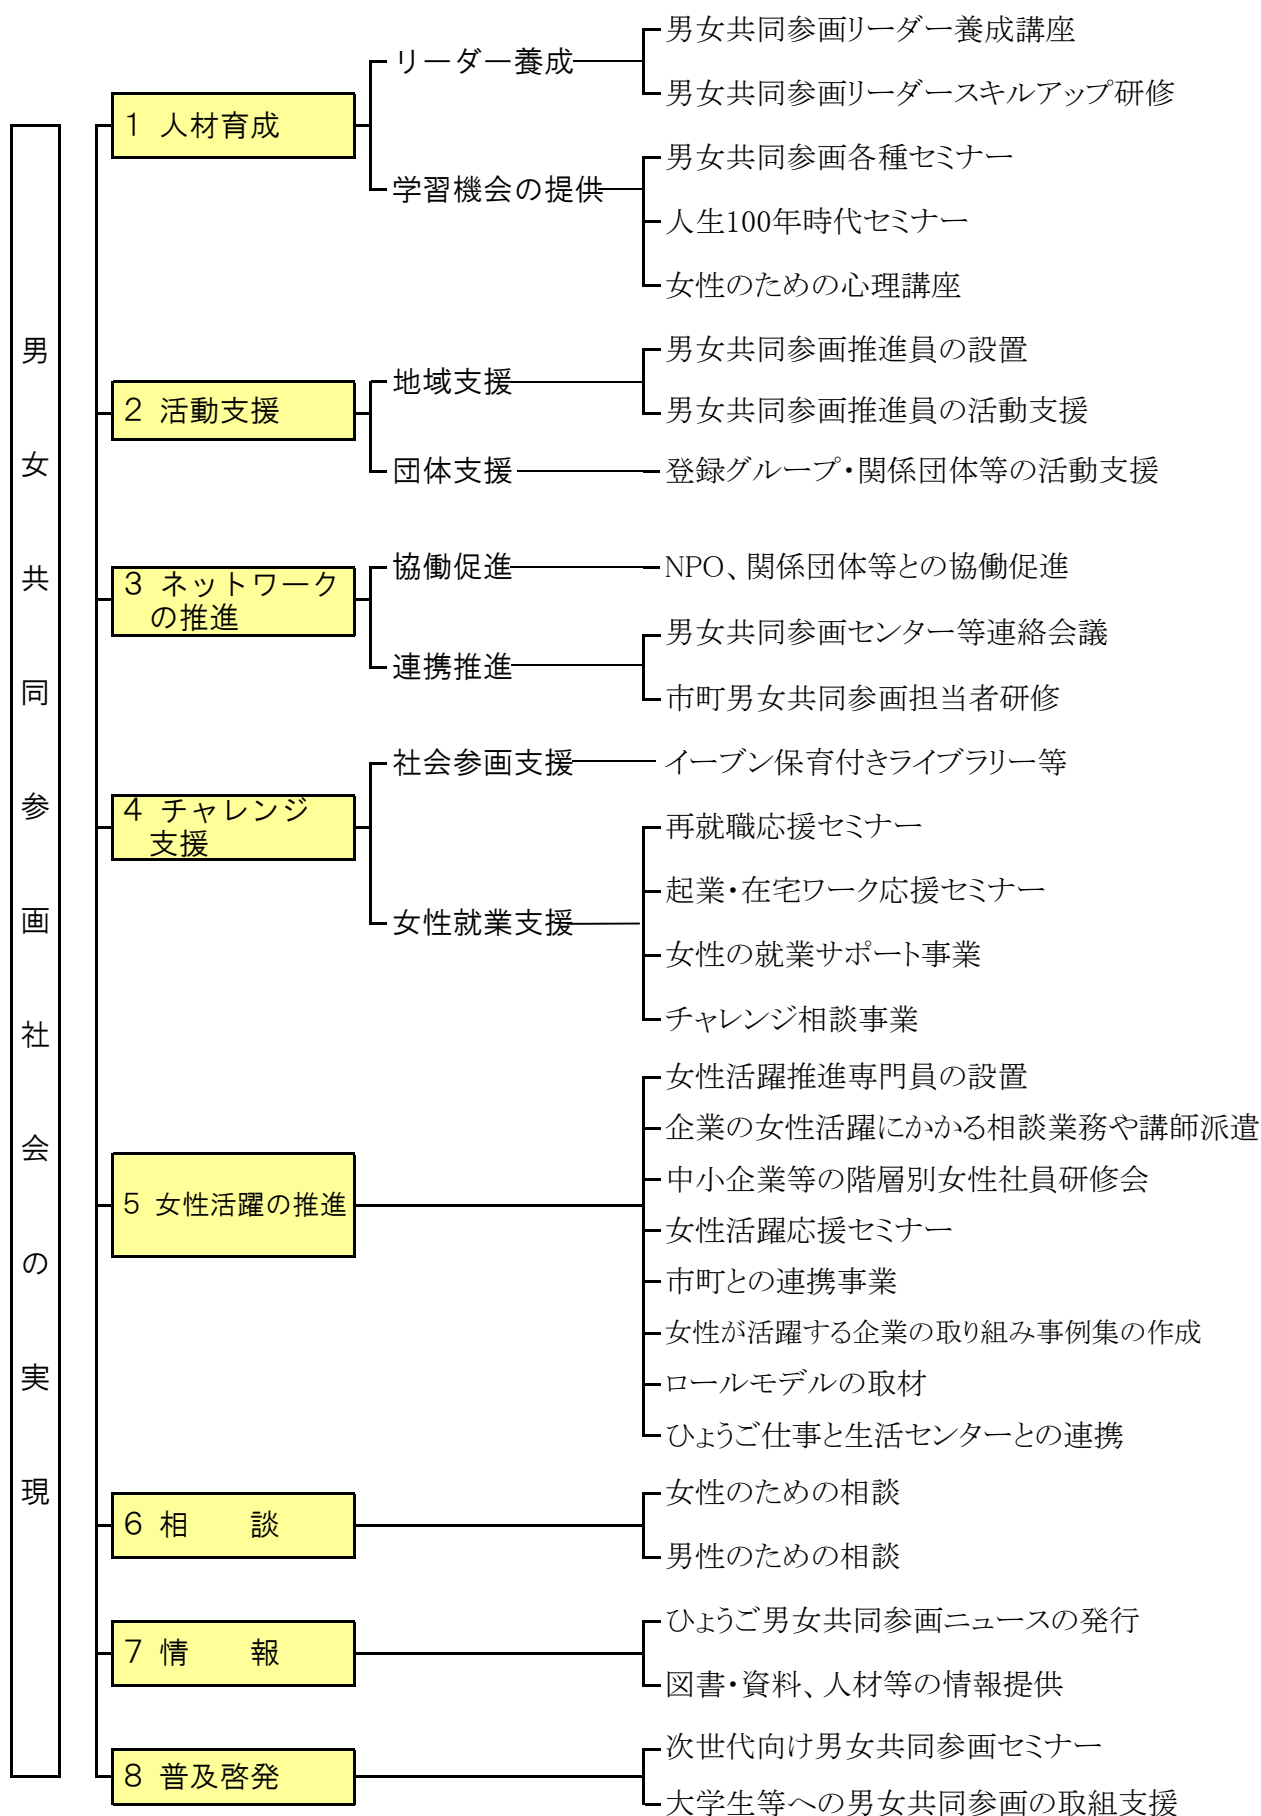 男女共同参画社会の実現
1 人材育成
リーダー養成
男女共同参画リーダー養成講座
男女共同参画リーダースキルアップ研修
学習機会の提供
男女共同参画各種セミナー
人生100年時代セミナー
女性のための心理講座
2 活動支援
地域支援
男女共同参画推進員の設置
男女共同参画推進員の活動支援
団体支援
登録グループ・関係団体等の活動支援
3 ネットワーク
の推進
協働促進
NPO、関係団体等との協働促進
連携推進
男女共同参画センター等連絡会議
市町男女共同参画担当者研修
4 チャレンジ
支援
社会参画支援
イーブン保育付きライブラリー等
女性就業支援
再就職応援セミナー
起業・在宅ワーク応援セミナー
女性の就業サポート事業
チャレンジ相談事業
5 女性活躍の推進
女性活躍推進専門員の設置
企業の女性活躍にかかる相談業務や講師派遣
中小企業等の階層別女性社員研修会
女性活躍応援セミナー
市町との連携事業
女性が活躍する企業の取り組み事例集の作成
ロールモデルの取材
ひょうご仕事と生活センターとの連携
6 相　　談
女性のための相談
男性のための相談
7 情　　報
ひょうご男女共同参画ニュースの発行
図書・資料、人材等の情報提供
8 普及啓発
次世代向け男女共同参画セミナー
大学生等への男女共同参画の取組支援